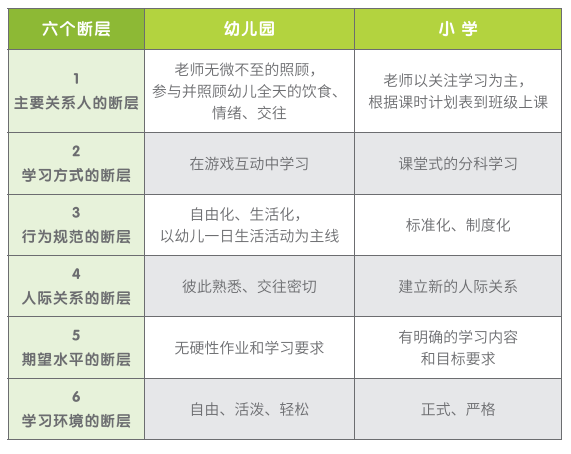 六个断层
幼儿园
小 学
1
主要关系人的断层
老师无微不至的照顾，
参与并照顾幼儿全天的饮食、
情绪、交往
老师以关注学习为主，
根据课时计划表到班级上课
2
学习方式的断层
在游戏互动中学习
课堂式的分科学习
3
行为规范的断层
自由化、生活化，
以幼儿一日生活活动为主线
标准化、制度化
4
人际关系的断层
彼此熟悉、交往密切
建立新的人际关系
5
期望水平的断层
无硬性作业和学习要求
有明确的学习内容
和目标要求
6
学习环境的断层
自由、活泼、轻松
正式、严格